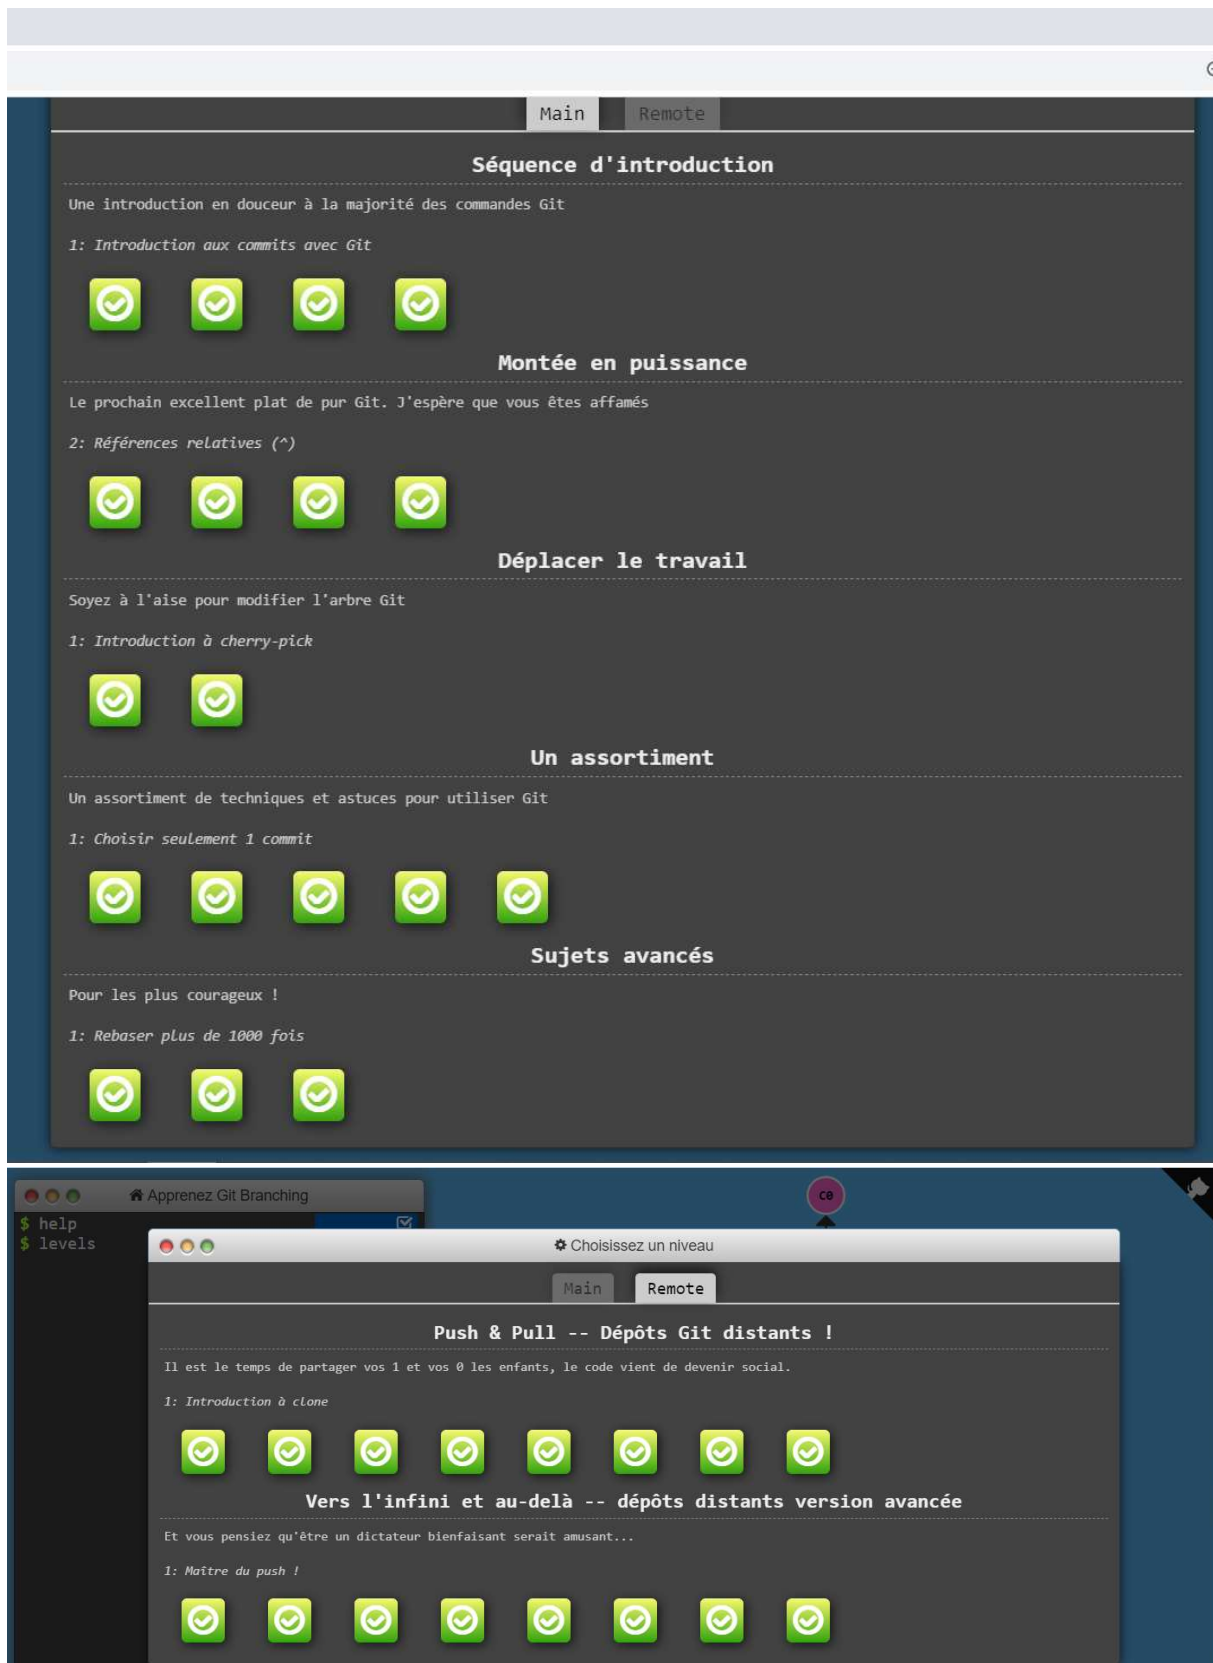 Main Remote
Séquence d'introduction
Une introduction en douceur à la majorité des commandes Git
1: Introduction aux commits avec Git
Montée en puissance
Le prochain excellent plat de pur Git. J'espère que vous êtes affamés
2: Références relatives (^)
Déplacer le travail
Soyez à l'aise pour modifier l'arbre Git
1: Introduction à cherry-pick
Un assortiment
Un assortiment de techniques et astuces pour utiliser Git
1: Choisir seulement 1 commit
Sujets avancés
Pour les plus courageux !
1: Rebaser plus de 1000 fois
Apprenez Git Branching
c0
$ help
$ levels
Choisissez un niveau
Main Remote
Push & Pull -- Dépôts Git distants !
Il est le temps de partager vos 1 et vos 0 les enfants, le code vient de devenir social.
1: Introduction à clone
Vers l'infini et au-delà -- dépôts distants version avancée
Et vous pensiez qu'être un dictateur bienfaisant serait amusant...
1: Maître du push !